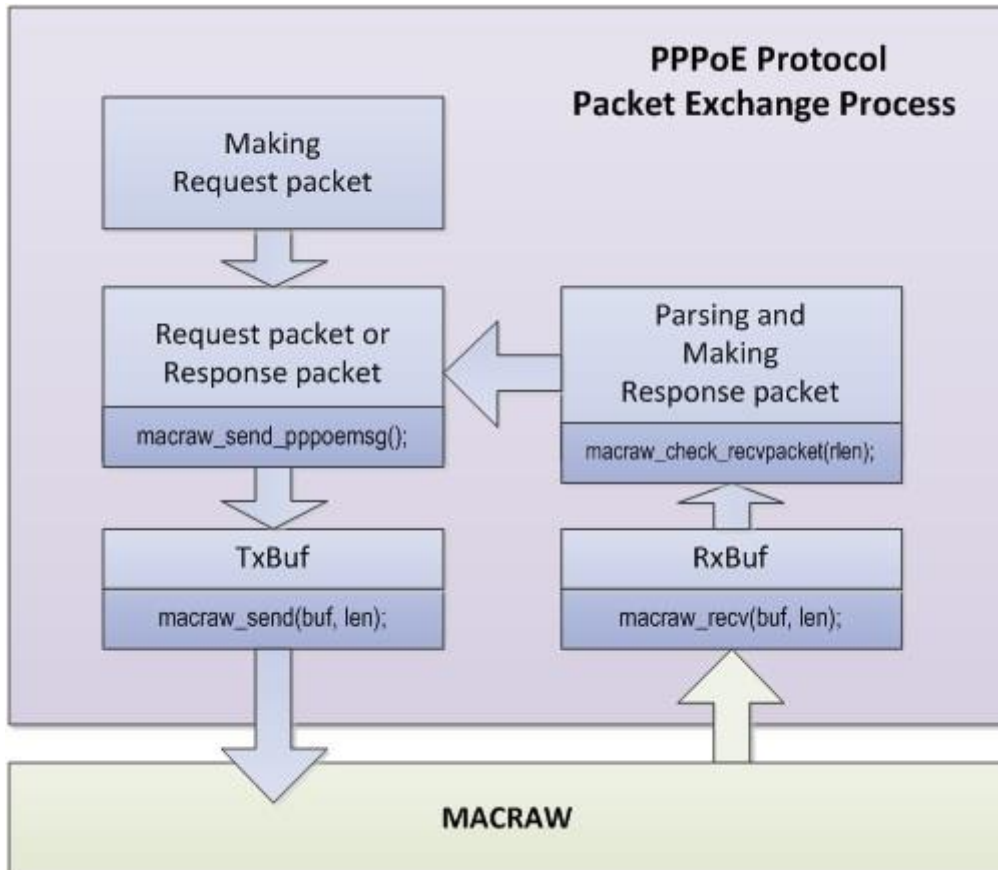 PPPoE Protocol
Packet Exchange Process
Making
Request packet
Request packet or
Response packet
macraw_send_pppoemsg();
Parsing and
Making
Response packet
macraw_check_recvpacket(rlen);
TxBuf
macraw_send(buf, len);
RxBuf
macraw_recv(buf, len);
MACRAW